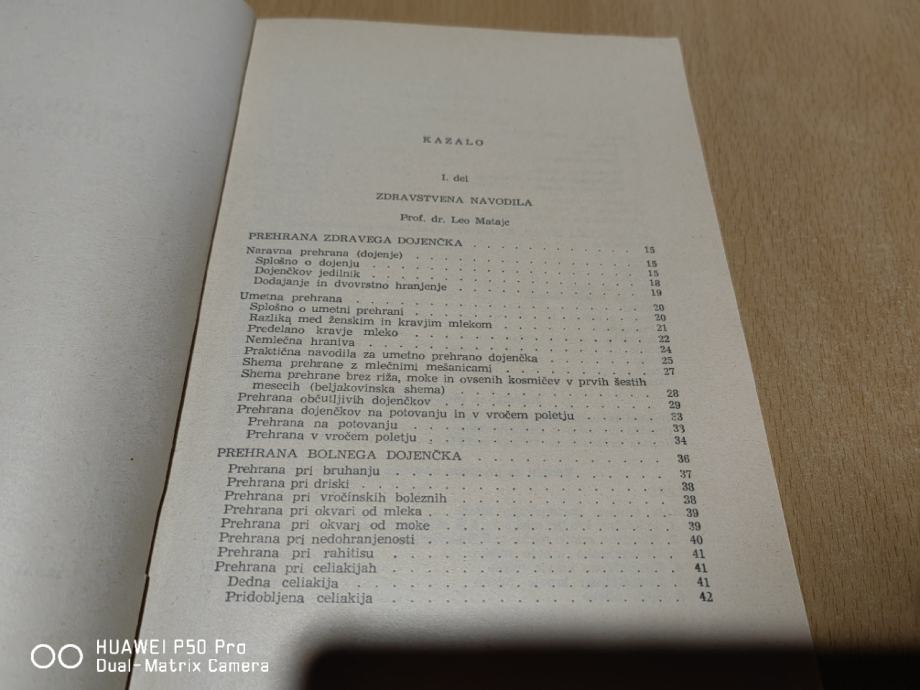 KAZALO
I. del
ZDRAVSTVENA NAVODILA
Prof. dr. Leo Mataje
PREHRANA ZDRAVEGA DOJENČKA . . . . . . . . . 15
Naravna prehrana (dojenje) . . . . . . . . . 15
Splošno o dojenju . . . . . . . . . 15
Dojenčkov jedilnik . . . . . . . . . 18
Dodajanje in dvovrstno hranjenje . . . . . . . . . 19
Umetna prehrana . . . . . . . . . 20
Splošno o umetni prehrani . . . . . . . . . 20
Razlika med ženskim in kravjim mlekom . . . . . . . . . 21
Predelano kravje mleko . . . . . . . . . 22
Nemlečna hraniva . . . . . . . . . 24
Praktična navodila za umetno prehrano dojenčka . . . . . . . . . 25
Shema prehrane z mlečnimi mešanicami . . . . . . . . . 27
Shema prehrane brez riža, moke in ovsenih kosmičev v prvih šestih
mesecih (beljakovinska shema) . . . . . . . . . 28
Prehrana občutljivih dojenčkov . . . . . . . . . 29
Prehrana dojenčkov na potovanju in v vročem poletju . . . . . . 33
Prehrana na potovanju . . . . . . . . . 33
Prehrana v vročem poletju . . . . . . . . . 34
PREHRANA BOLNEGA DOJENČKA . . . . . . . . . 36
Prehrana pri bruhanju . . . . . . . . . 37
Prehrana pri driski . . . . . . . . . 38
Prehrana pri vročinskih boleznih . . . . . . . . . 38
Prehrana pri okvari od mleka . . . . . . . . . 39
Prehrana pri okvari od moke . . . . . . . . . 39
Prehrana pri nedohranjenosti . . . . . . . . . 40
Prehrana pri rahitisu . . . . . . . . . 41
Prehrana pri celiakijah . . . . . . . . . 41
Dedna celiakija . . . . . . . . . 41
Pridobljena celiakija . . . . . . . . . 42
HUAWEI P50 Pro
Dual-Matrix Camera